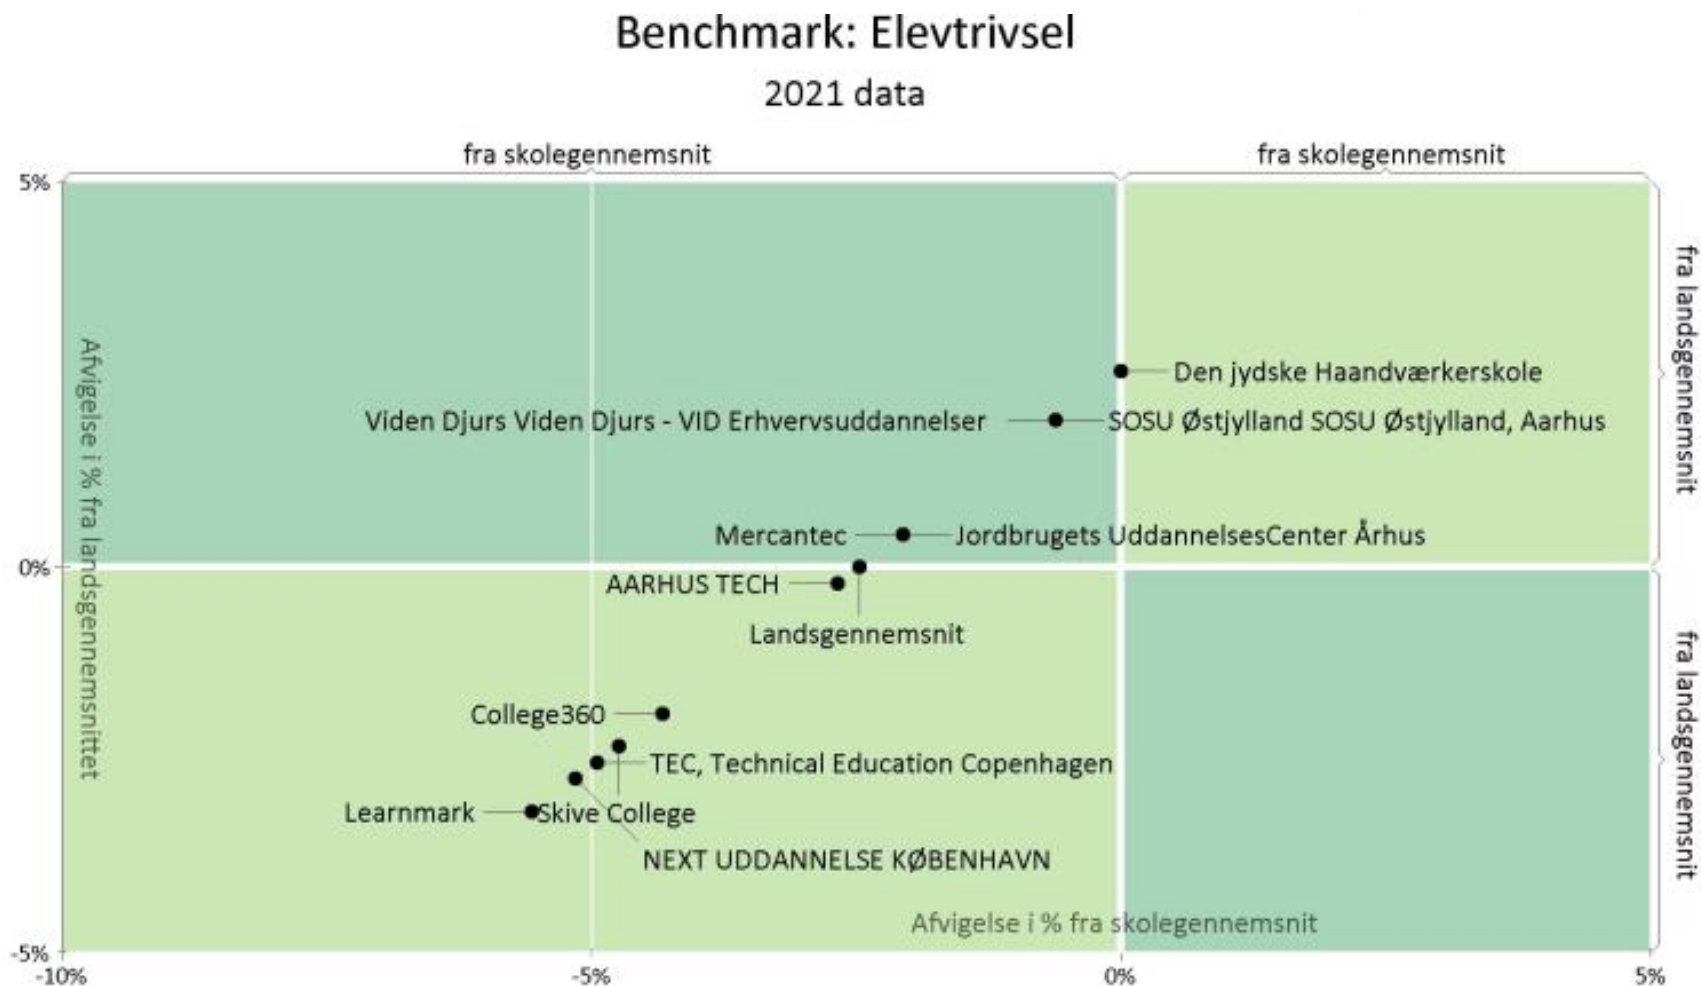 Benchmark: Elevtrivsel
2021 data
fra skolegennemsnit
fra skolegennemsnit
5%
fra landsgennemsnit
Afvigelse i % fra landsgennemsnittet
Den jydske Haandværkerskole
Viden Djurs Viden Djurs - VID Erhvervsuddannelser
SOSU Østjylland SOSU Østjylland, Aarhus
Mercantec
Jordbrugets UddannelsesCenter Århus
0%
AARHUS TECH
Landsgennemsnit
fra landsgennemsnit
College360
TEC, Technical Education Copenhagen
Learnmark
Skive College
NEXT UDDANNELSE KØBENHAVN
Afvigelse i % fra skolegennemsnit
-5%
-10%
-5%
0%
5%